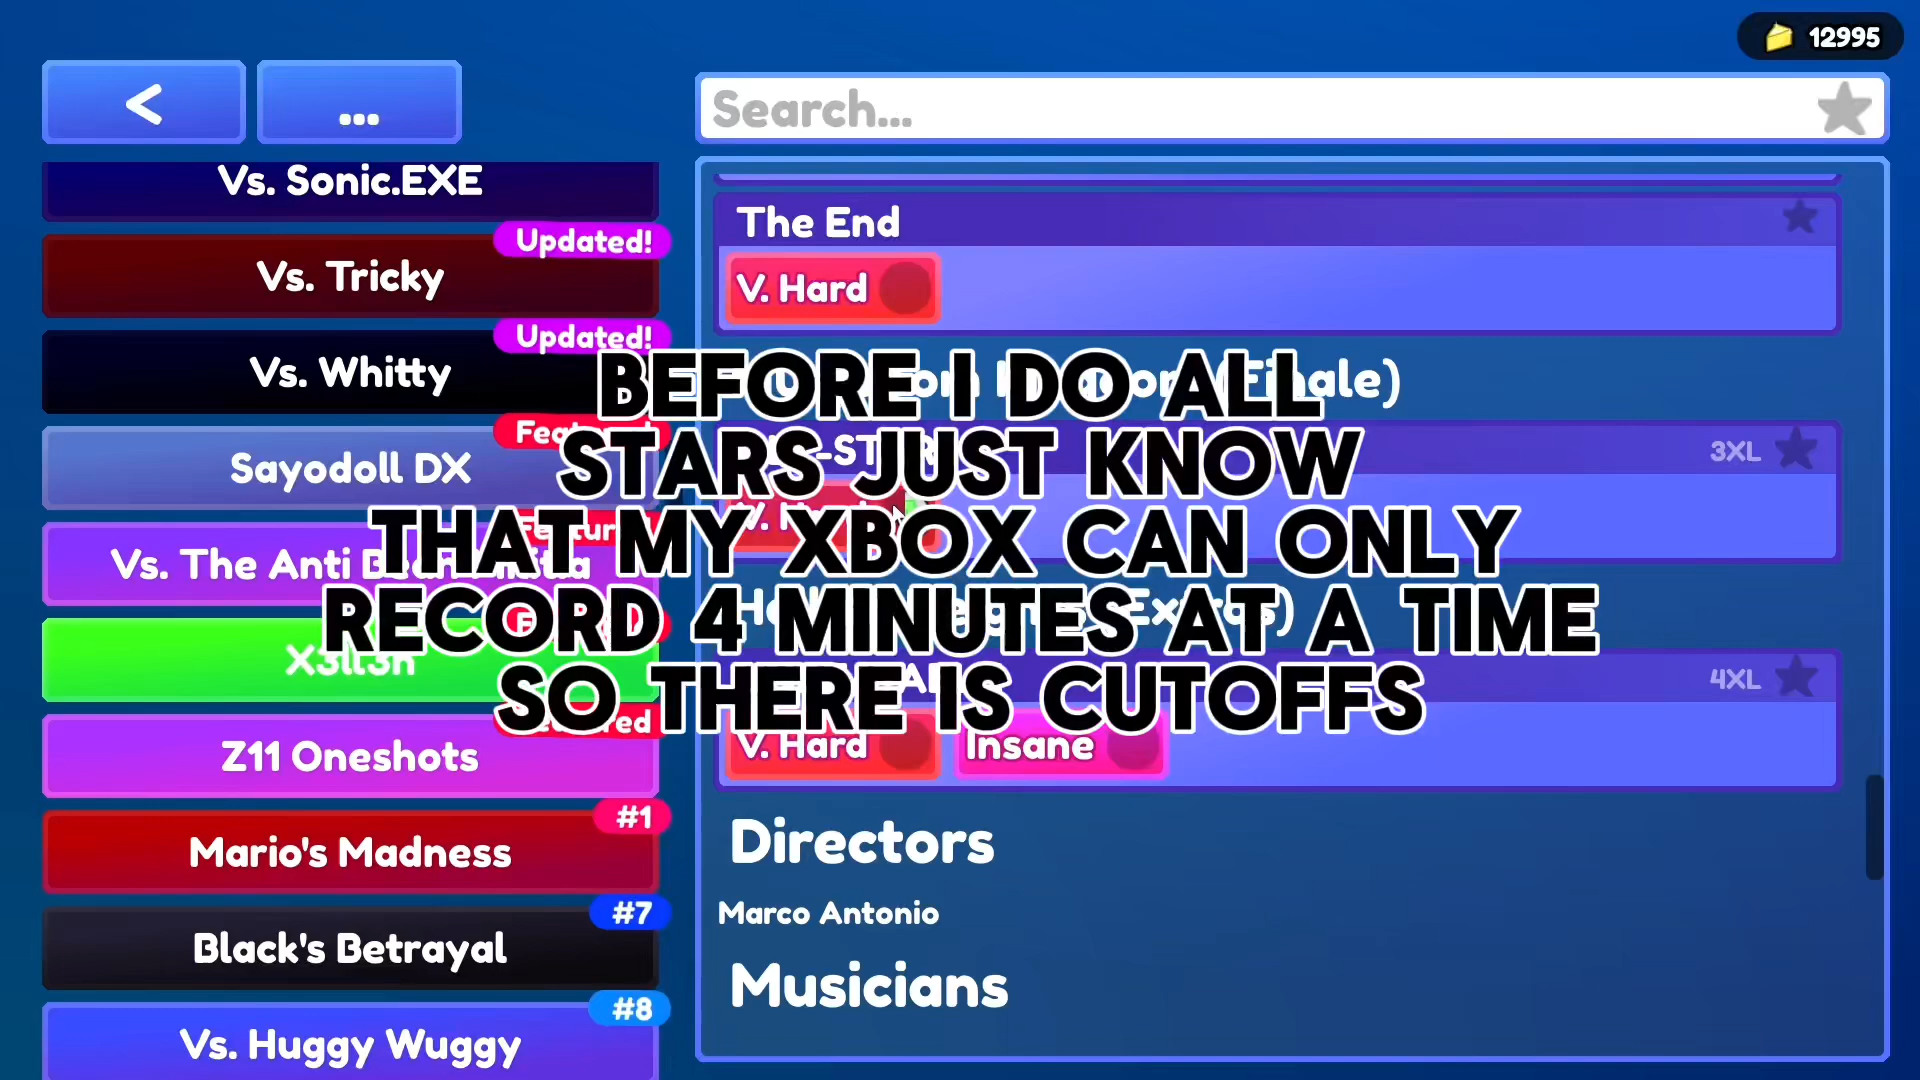 12995
<
...
Search...
Vs. Sonic.EXE
Updated!
Vs. Tricky
Updated!
Vs. Whitty
Sayodoll DX
Vs. The Anti
X3ll3n
Z11 Oneshots
#1
Mario's Madness
#7
Black's Betrayal
#8
Vs. Huggy Wuggy
The End
V. Hard
3XL
4XL
V. Hard
Insane
Directors
Marco Antonio
Musicians
BEFORE I DO ALL
STARS JUST KNOW
THAT MY XBOX CAN ONLY
RECORD 4 MINUTES AT A TIME
SO THERE IS CUTOFFS